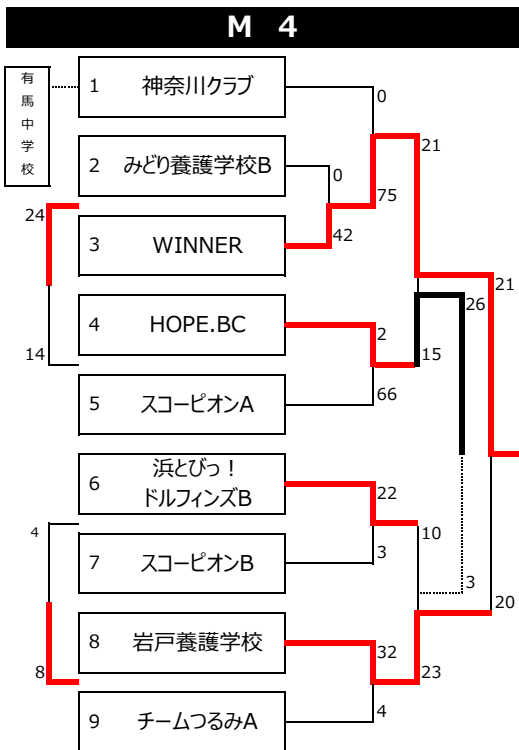 M 4
有馬中学校
1 神奈川クラブ
0
21
2 みどり養護学校B
0
75
24
3 WINNER
42
21
26
4 HOPE.BC
2
14
15
5 スコーピオンA
66
6 浜とびっ!
ドルフィンズB
22
4
10
7 スコーピオンB
3
3
20
8 岩戸養護学校
32
8
23
9 チームつるみA
4